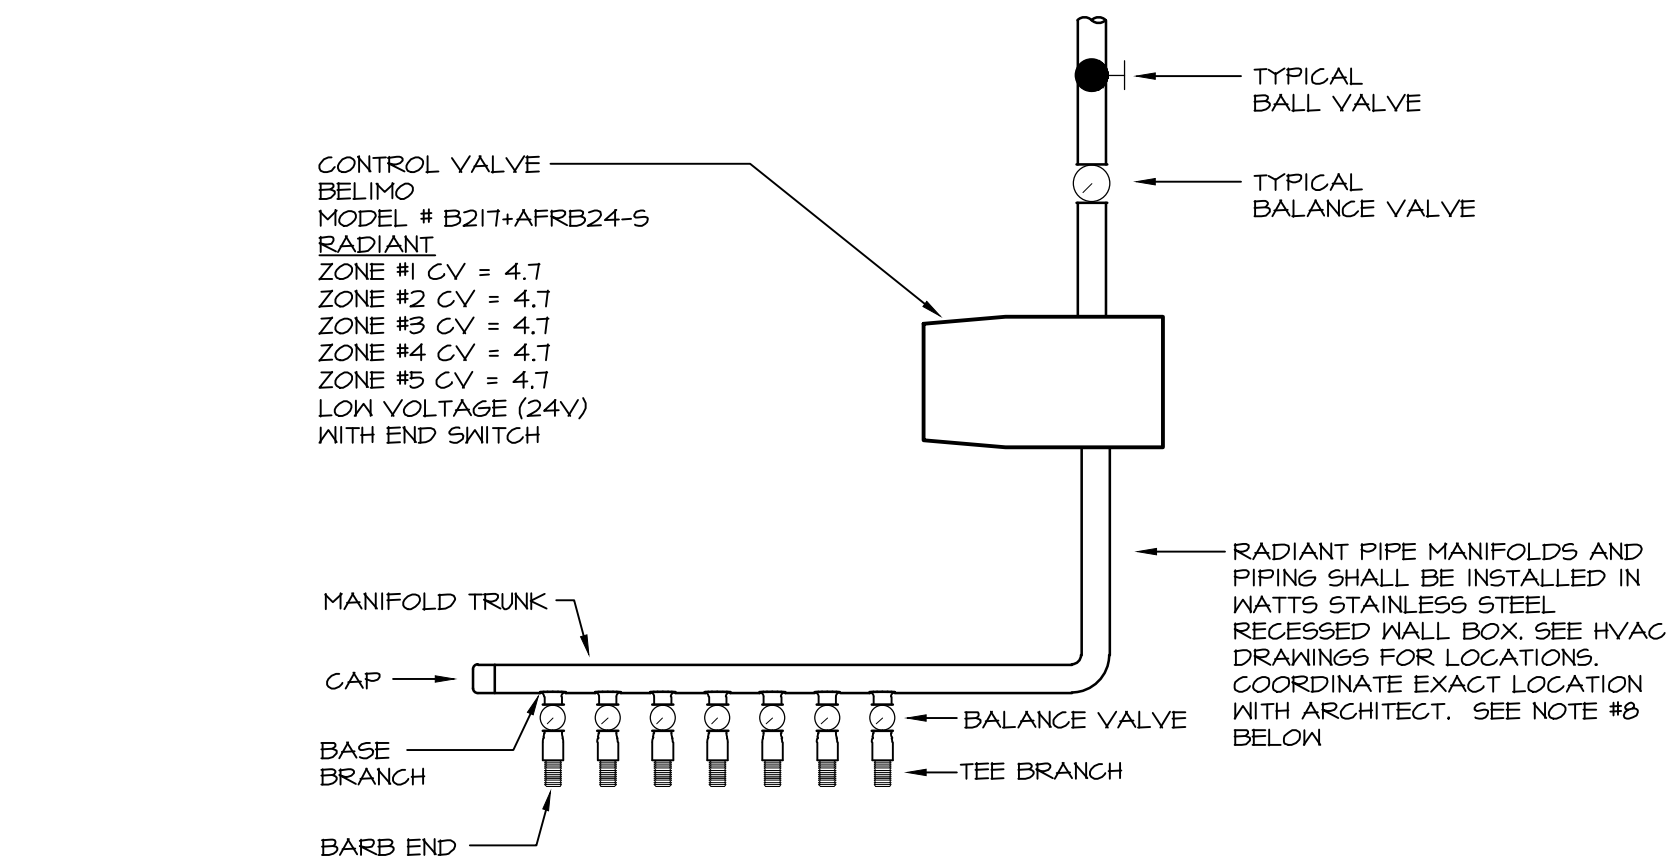 TYPICAL
BALL VALVE
CONTROL VALVE
BELIMO
MODEL # B217+AFRB24-S
RADIANT
ZONE #1 CV = 4.7
ZONE #2 CV = 4.7
ZONE #3 CV = 4.7
ZONE #4 CV = 4.7
ZONE #5 CV = 4.7
LOW VOLTAGE (24V)
WITH END SWITCH
TYPICAL
BALANCE VALVE
RADIANT PIPE MANIFOLDS AND
PIPING SHALL BE INSTALLED IN
WATTS STAINLESS STEEL
RECESSED WALL BOX. SEE HVAC
DRAWINGS FOR LOCATIONS.
COORDINATE EXACT LOCATION
WITH ARCHITECT. SEE NOTE #8
BELOW
MANIFOLD TRUNK
CAP
BALANCE VALVE
BASE
BRANCH
TEE BRANCH
BARB END